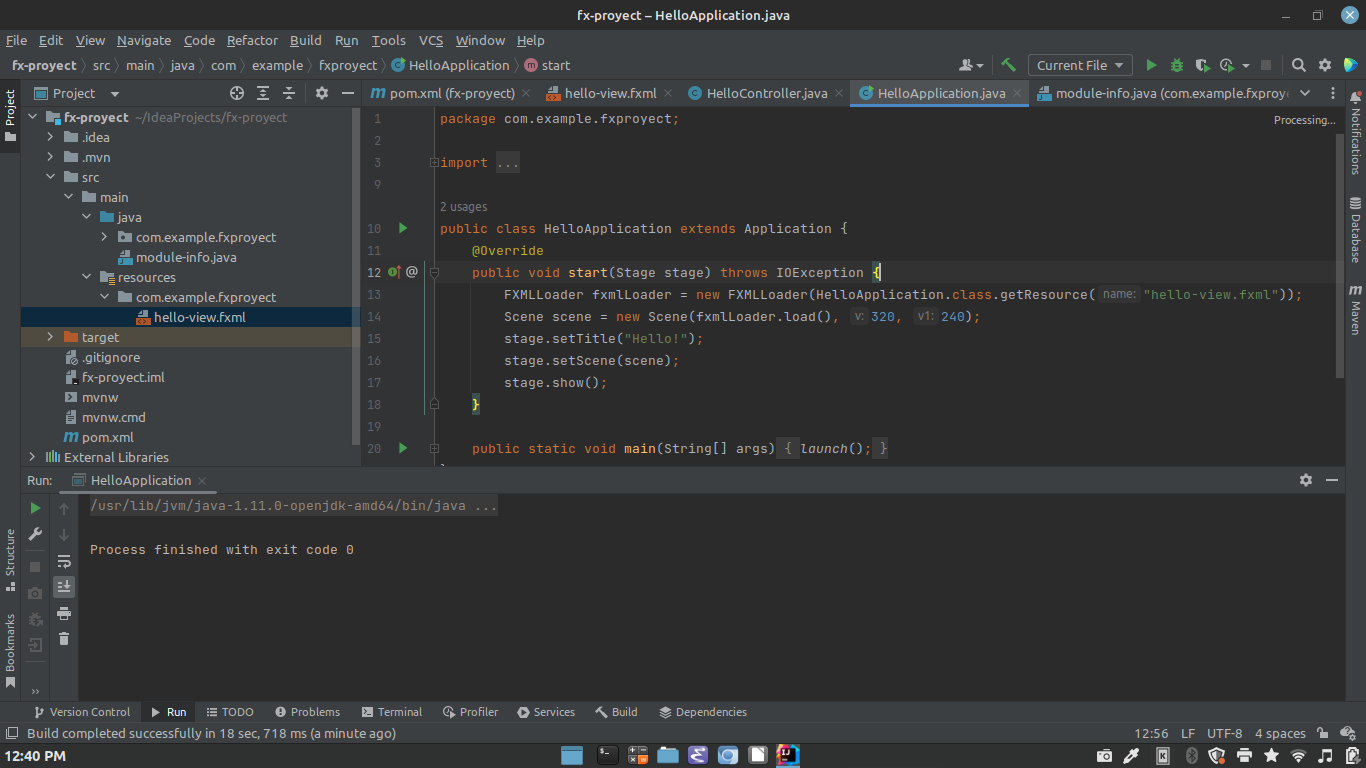 fx-proyect – HelloApplication.java
File Edit View Navigate Code Refactor Build Run Tools VCS Window Help
fx-proyect src main java com example fxproyect HelloApplication m start
Current File
Project
Project
pom.xml (fx-proyect)
hello-view.fxml
HelloController.java
HelloApplication.java
module-info.java (com.example.fxproye
fx-proyect ~/IdeaProjects/fx-proyect
.idea
.mvn
src
main
java
com.example.fxproyect
module-info.java
resources
com.example.fxproyect
hello-view.fxml
target
.gitignore
fx-proyect.iml
mvnw
mvnw.cmd
pom.xml
External Libraries
Processing...
1 package com.example.fxproyect;
2
3 import ...
9
2 usages
10 public class HelloApplication extends Application {
11 @Override
12 public void start(Stage stage) throws IOException {
13 FXMLLoader fxmlLoader = new FXMLLoader(HelloApplication.class.getResource( name: "hello-view.fxml"));
14 Scene scene = new Scene(fxmlLoader.load(), v: 320, v1: 240);
15 stage.setTitle("Hello!");
16 stage.setScene(scene);
17 stage.show();
18 }
19
20 public static void main(String[] args) { launch(); }
Notifications
Database
Maven
Run: HelloApplication
/usr/lib/jvm/java-1.11.0-openjdk-amd64/bin/java ...
Process finished with exit code 0
Structure
Bookmarks
Version Control Run TODO Problems Terminal Profiler Services Build Dependencies
Build completed successfully in 18 sec, 718 ms (a minute ago)
12:56 LF UTF-8 4 spaces
12:40 PM